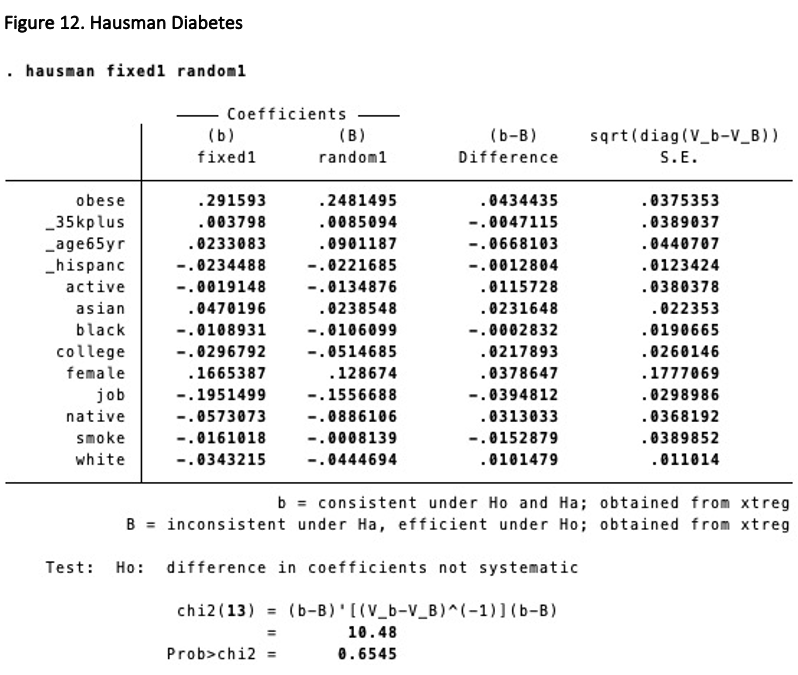 Figure 12. Hausman Diabetes
. hausman fixed1 random1
Coefficients
(b) (B) (b-B) sqrt(diag(V_b-V_B))
fixed1 random1 Difference S.E.
obese .291593 .2481495 .0434435 .0375353
_35kplus .003798 .0085094 -.0047115 .0389037
_age65yr .0233083 .0901187 -.0668103 .0440707
_hispanc -.0234488 -.0221685 -.0012804 .0123424
active -.0019148 -.0134876 .0115728 .0380378
asian .0470196 .0238548 .0231648 .022353
black -.0108931 -.0106099 -.0002832 .0190665
college -.0296792 -.0514685 .0217893 .0260146
female .1665387 .128674 .0378647 .1777069
job -.1951499 -.1556688 -.0394812 .0298986
native -.0573073 -.0886106 .0313033 .0368192
smoke -.0161018 -.0008139 -.0152879 .0389852
white -.0343215 -.0444694 .0101479 .011014
b = consistent under Ho and Ha; obtained from xtreg
B = inconsistent under Ha, efficient under Ho; obtained from xtreg
Test: Ho: difference in coefficients not systematic
chi2(13) = (b-B)'[(V_b-V_B)^(-1)](b-B)
= 10.48
Prob>chi2 = 0.6545